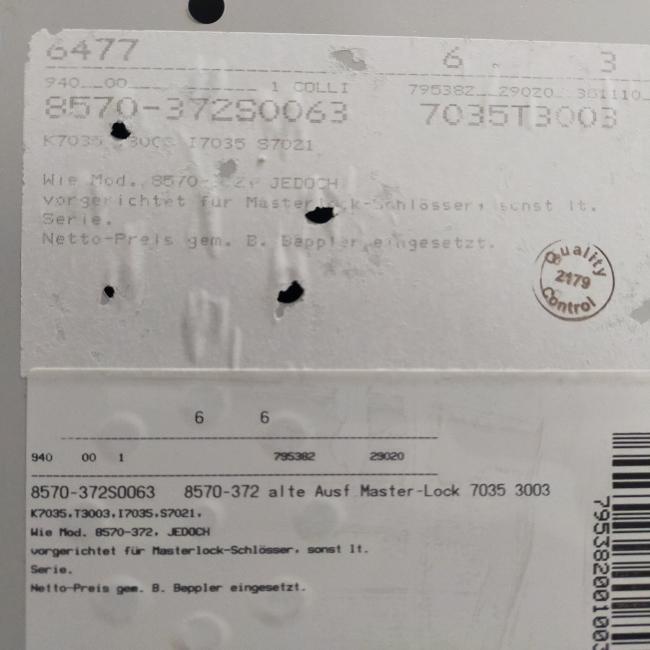 6477 6 3
940 00 1 COLLI 795382 29020 381110
8570-372S0063 7035T3003
K7035 I7035 S7021
Wie Mod. 8570- JEDOCH
vorgerichtet für Masterlock-Schlösser, sonst lt.
Serie.
Netto-Preis gem. B. Beppler eingesetzt.
Quality
2179
Control
6 6
940 00 1 795382 29020
8570-372S0063 8570-372 alte Ausf Master-Lock 7035 3003
K7035,T3003,I7035,S7021,
Wie Mod. 8570-372, JEDOCH
vorgerichtet für Masterlock-Schlösser, sonst lt.
Serie.
Netto-Preis gem. B. Beppler eingesetzt.
795382001003